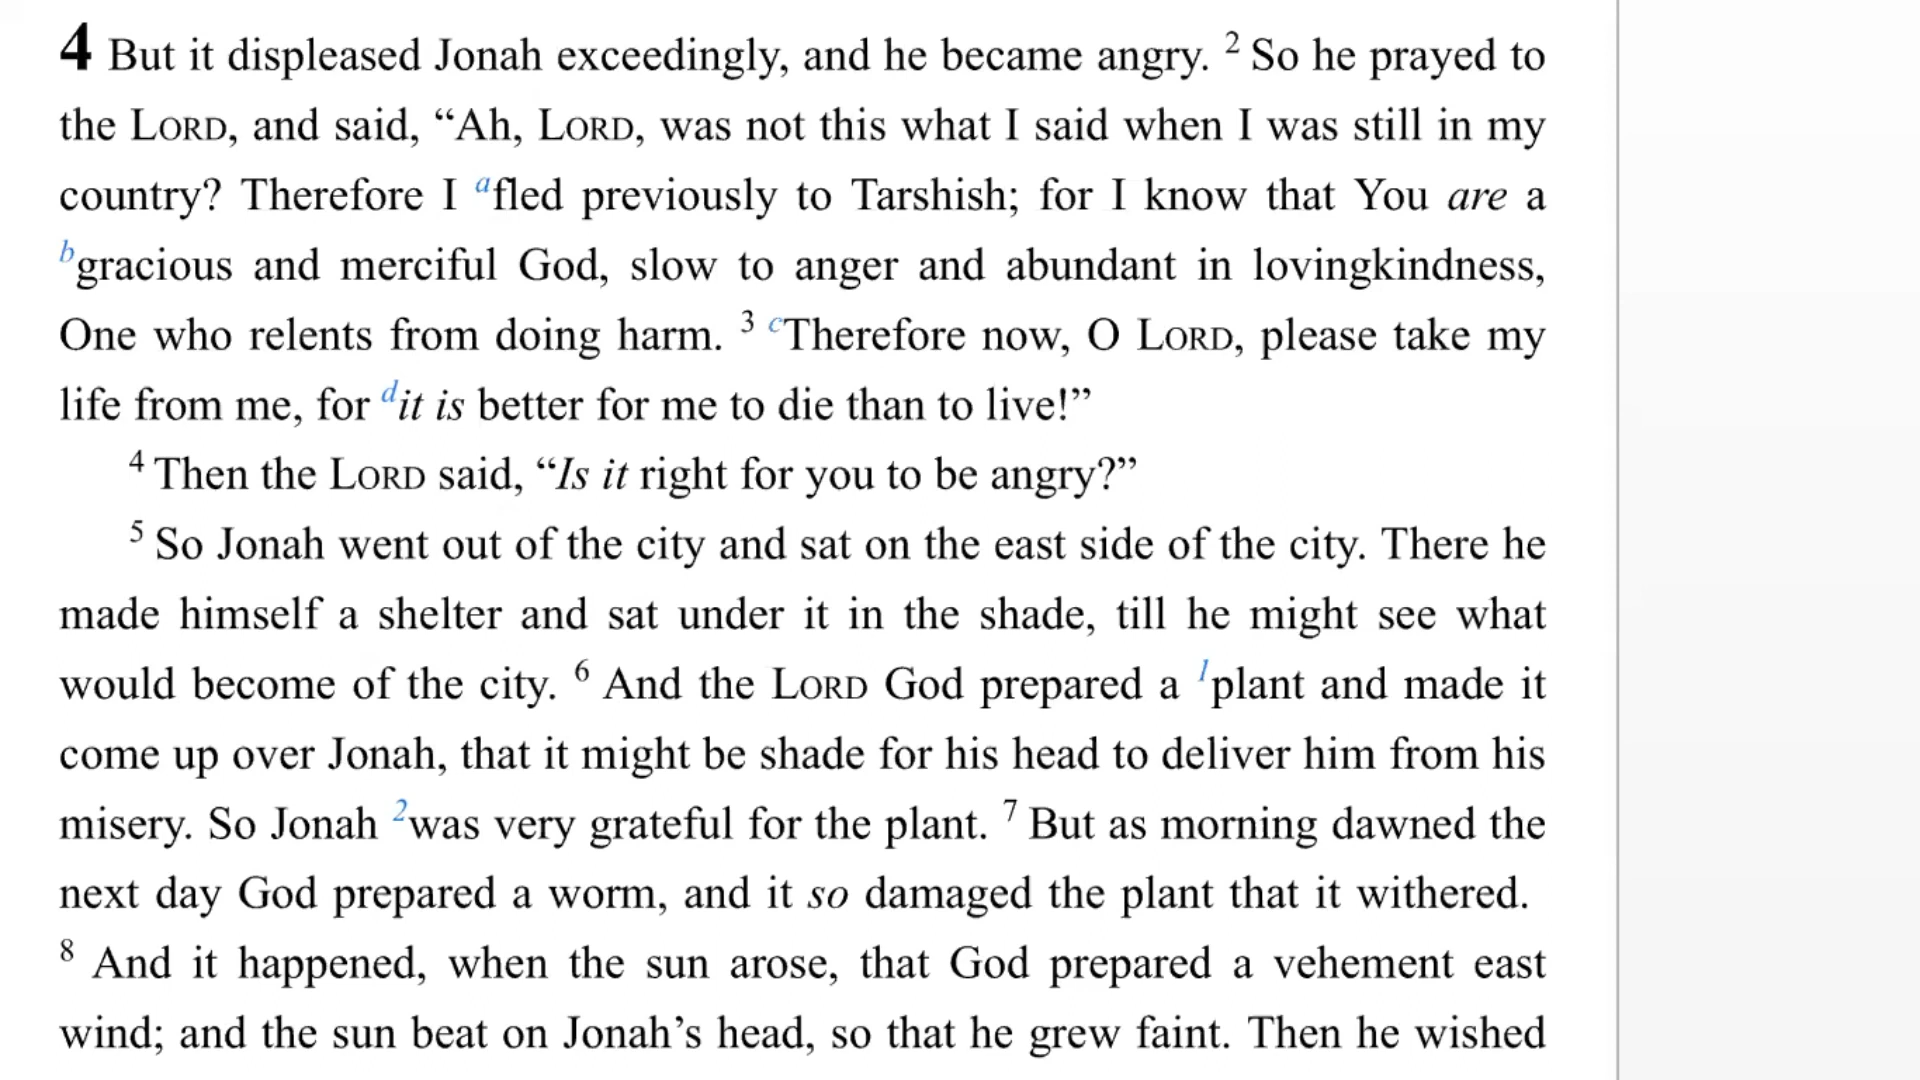 4 But it displeased Jonah exceedingly, and he became angry. 2 So he prayed to
the LORD, and said, “Ah, LORD, was not this what I said when I was still in my
country? Therefore I a fled previously to Tarshish; for I know that You are a
b gracious and merciful God, slow to anger and abundant in lovingkindness,
One who relents from doing harm. 3 c Therefore now, O LORD, please take my
life from me, for d it is better for me to die than to live!”
4 Then the LORD said, “Is it right for you to be angry?”
5 So Jonah went out of the city and sat on the east side of the city. There he
made himself a shelter and sat under it in the shade, till he might see what
would become of the city. 6 And the LORD God prepared a 1 plant and made it
come up over Jonah, that it might be shade for his head to deliver him from his
misery. So Jonah 2 was very grateful for the plant. 7 But as morning dawned the
next day God prepared a worm, and it so damaged the plant that it withered.
8 And it happened, when the sun arose, that God prepared a vehement east
wind; and the sun beat on Jonah’s head, so that he grew faint. Then he wished